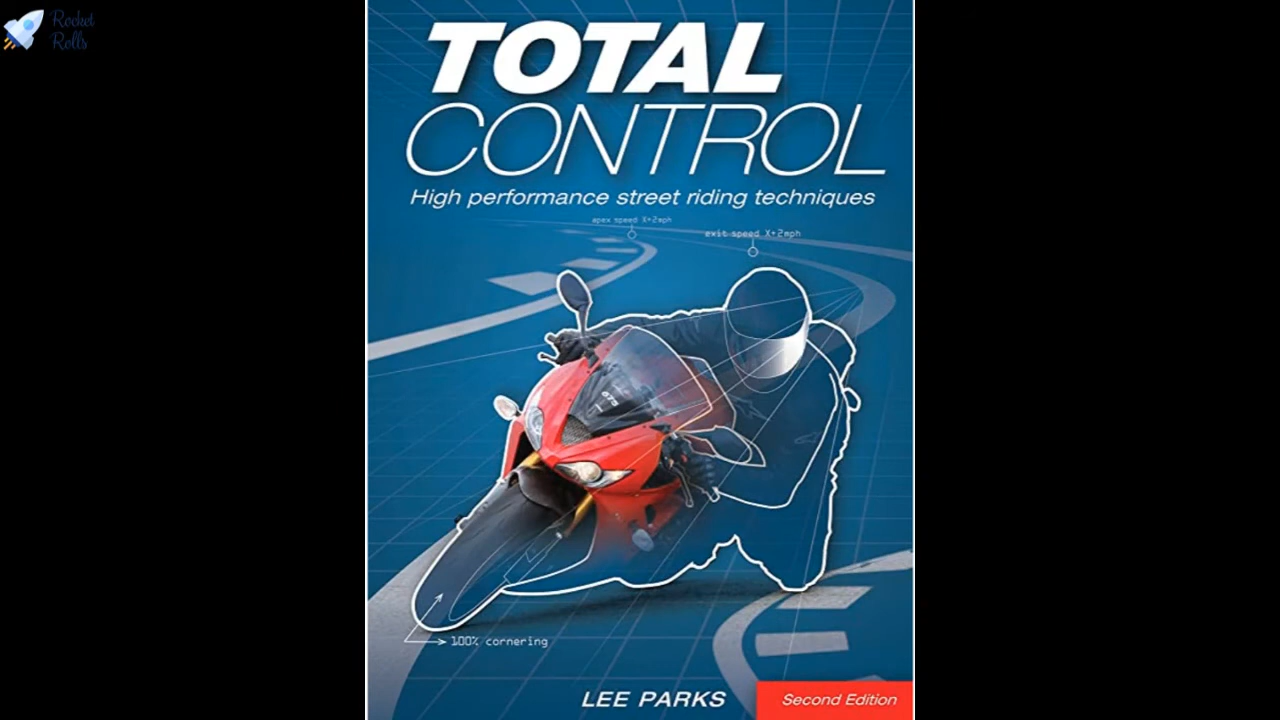 Rocket
Rolls
TOTAL
CONTROL
High performance street riding techniques
apex speed X+2mph
exit speed X+2mph
675
100% cornering
LEE PARKS
Second Edition